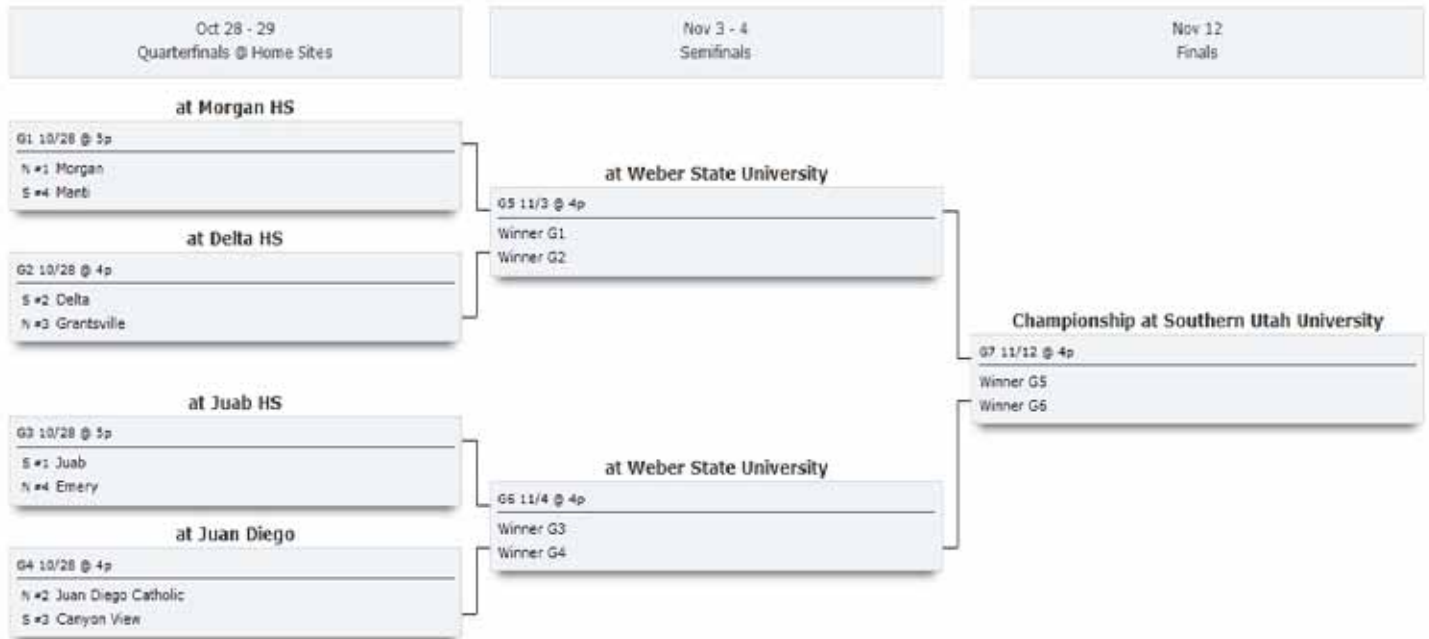 Oct 28 - 29
Quarterfinals @ Home Sites
Nov 3 - 4
Semifinals
Nov 12
Finals
at Morgan HS
G1 10/28 @ 5p
N #1 Morgan
S #4 Manti
at Delta HS
G2 10/28 @ 4p
S #2 Delta
N #3 Grantsville
at Juab HS
G3 10/28 @ 5p
S #1 Juab
N #4 Emery
at Juan Diego
G4 10/28 @ 4p
N #2 Juan Diego Catholic
S #3 Canyon View
at Weber State University
G5 11/3 @ 4p
Winner G1
Winner G2
at Weber State University
G6 11/4 @ 4p
Winner G3
Winner G4
Championship at Southern Utah University
G7 11/12 @ 4p
Winner G5
Winner G6